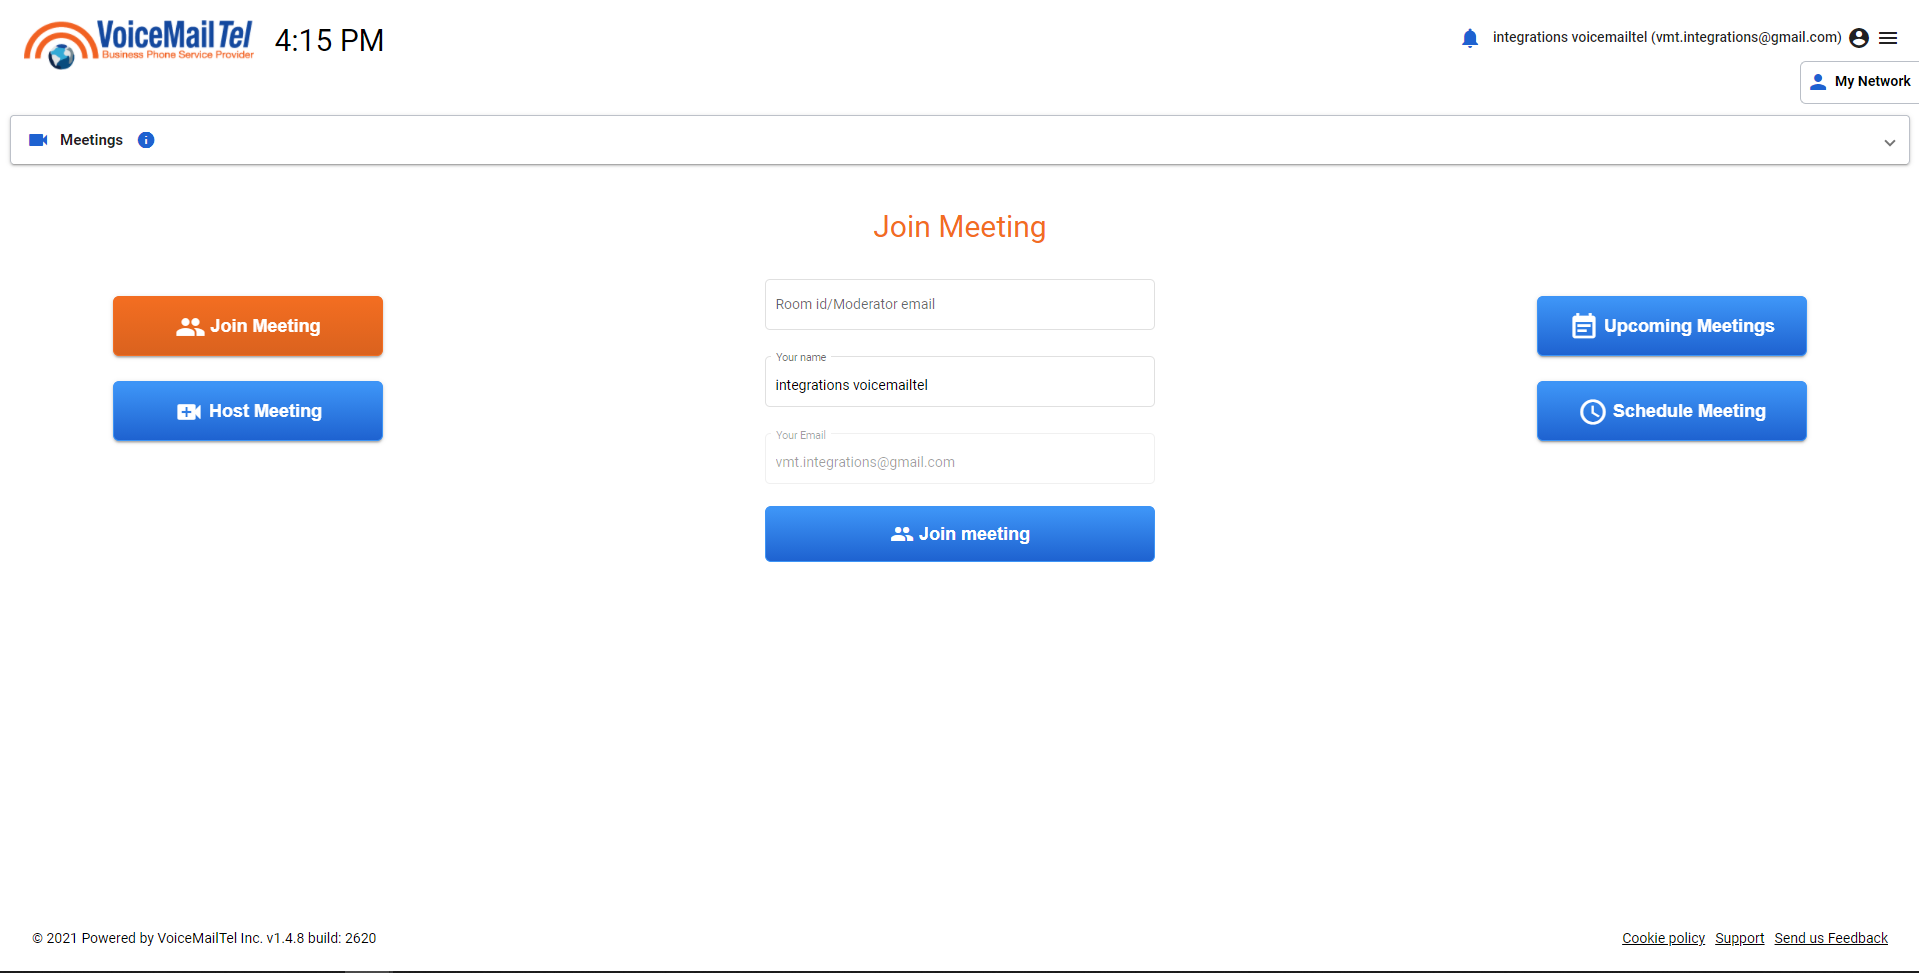 VoiceMailTel
Business Phone Service Provider
4:15 PM
integrations voicemailtel (vmt.integrations@gmail.com)
My Network
Meetings
Join Meeting
Join Meeting
Host Meeting
Room id/Moderator email
Your name
integrations voicemailtel
Your Email
vmt.integrations@gmail.com
Join meeting
Upcoming Meetings
Schedule Meeting
© 2021 Powered by VoiceMailTel Inc. v1.4.8 build: 2620
Cookie policy Support Send us Feedback